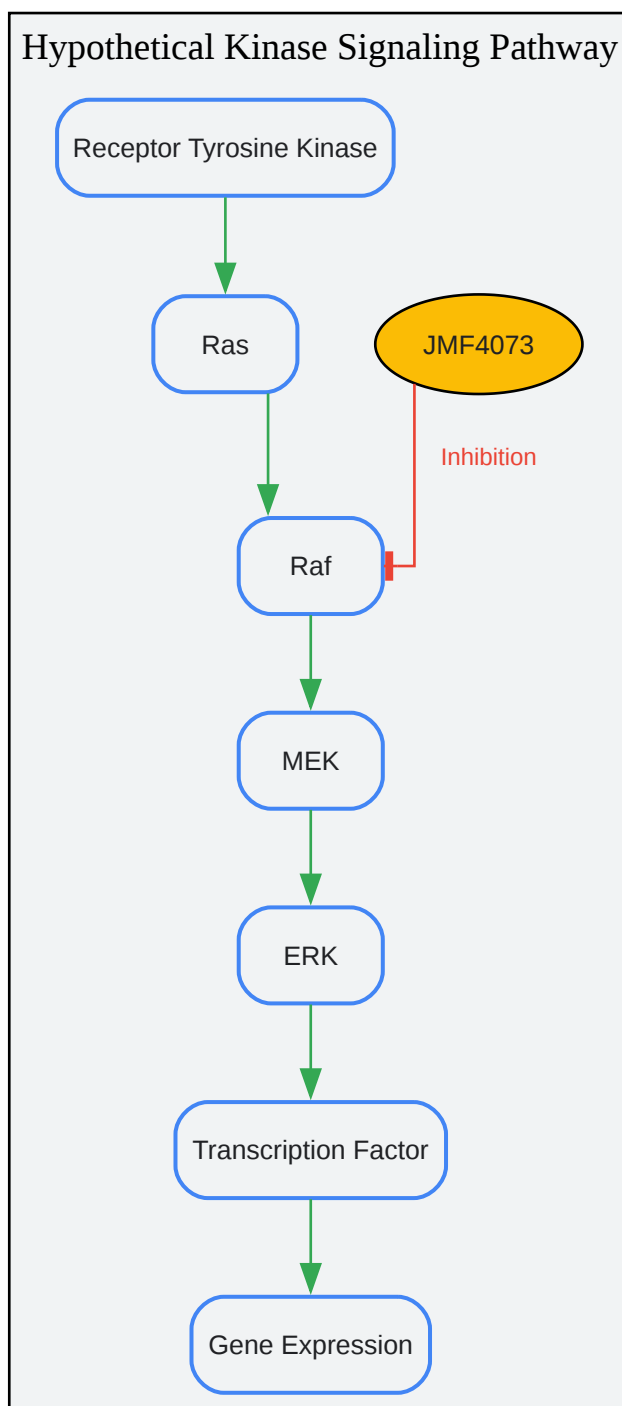 Hypothetical Kinase Signaling Pathway
Receptor Tyrosine Kinase
Ras
JMF4073
Inhibition
Raf
MEK
ERK
Transcription Factor
Gene Expression